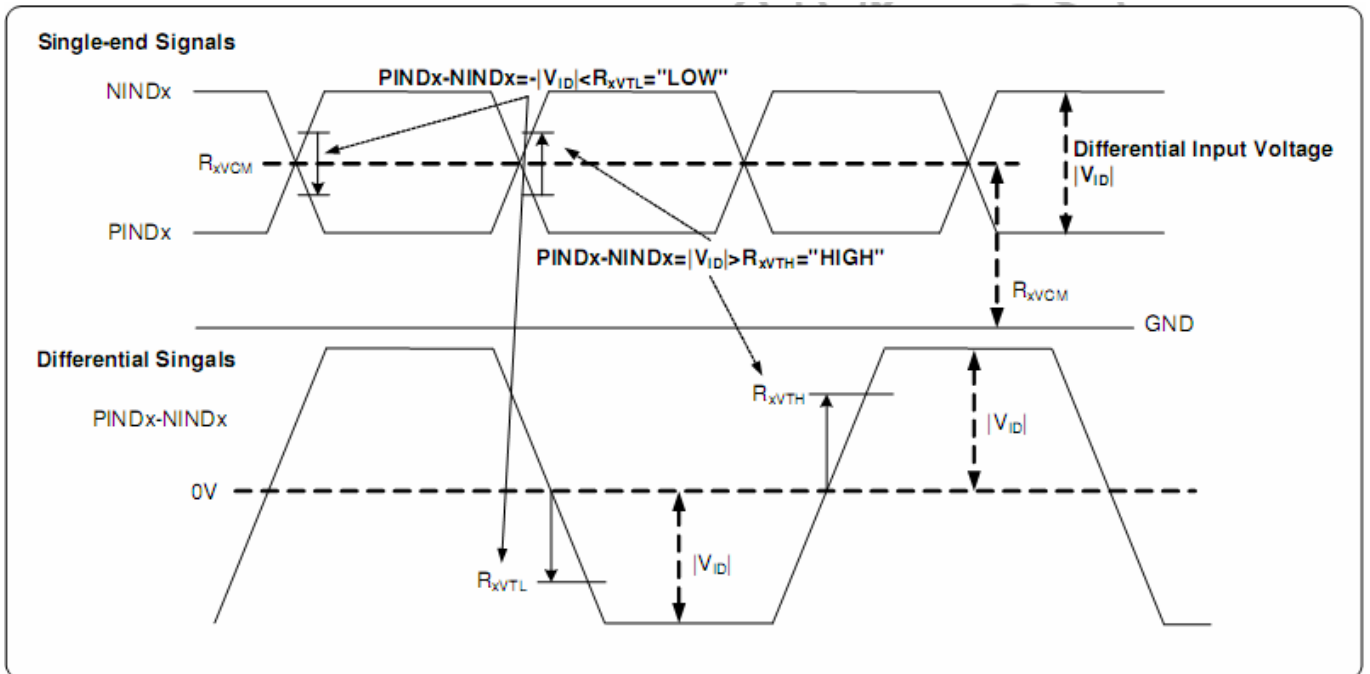 Single-end Signals
PINDx-NINDx=-|VID|<RxVTL="LOW"
NINDx
RxVCM
Differential Input Voltage
|VID|
PINDx
PINDx-NINDx=|VID|>RxVTH="HIGH"
RxVCM
GND
Differential Singals
RxVTH
PINDx-NINDx
|VID|
0V
|VID|
RxVTL